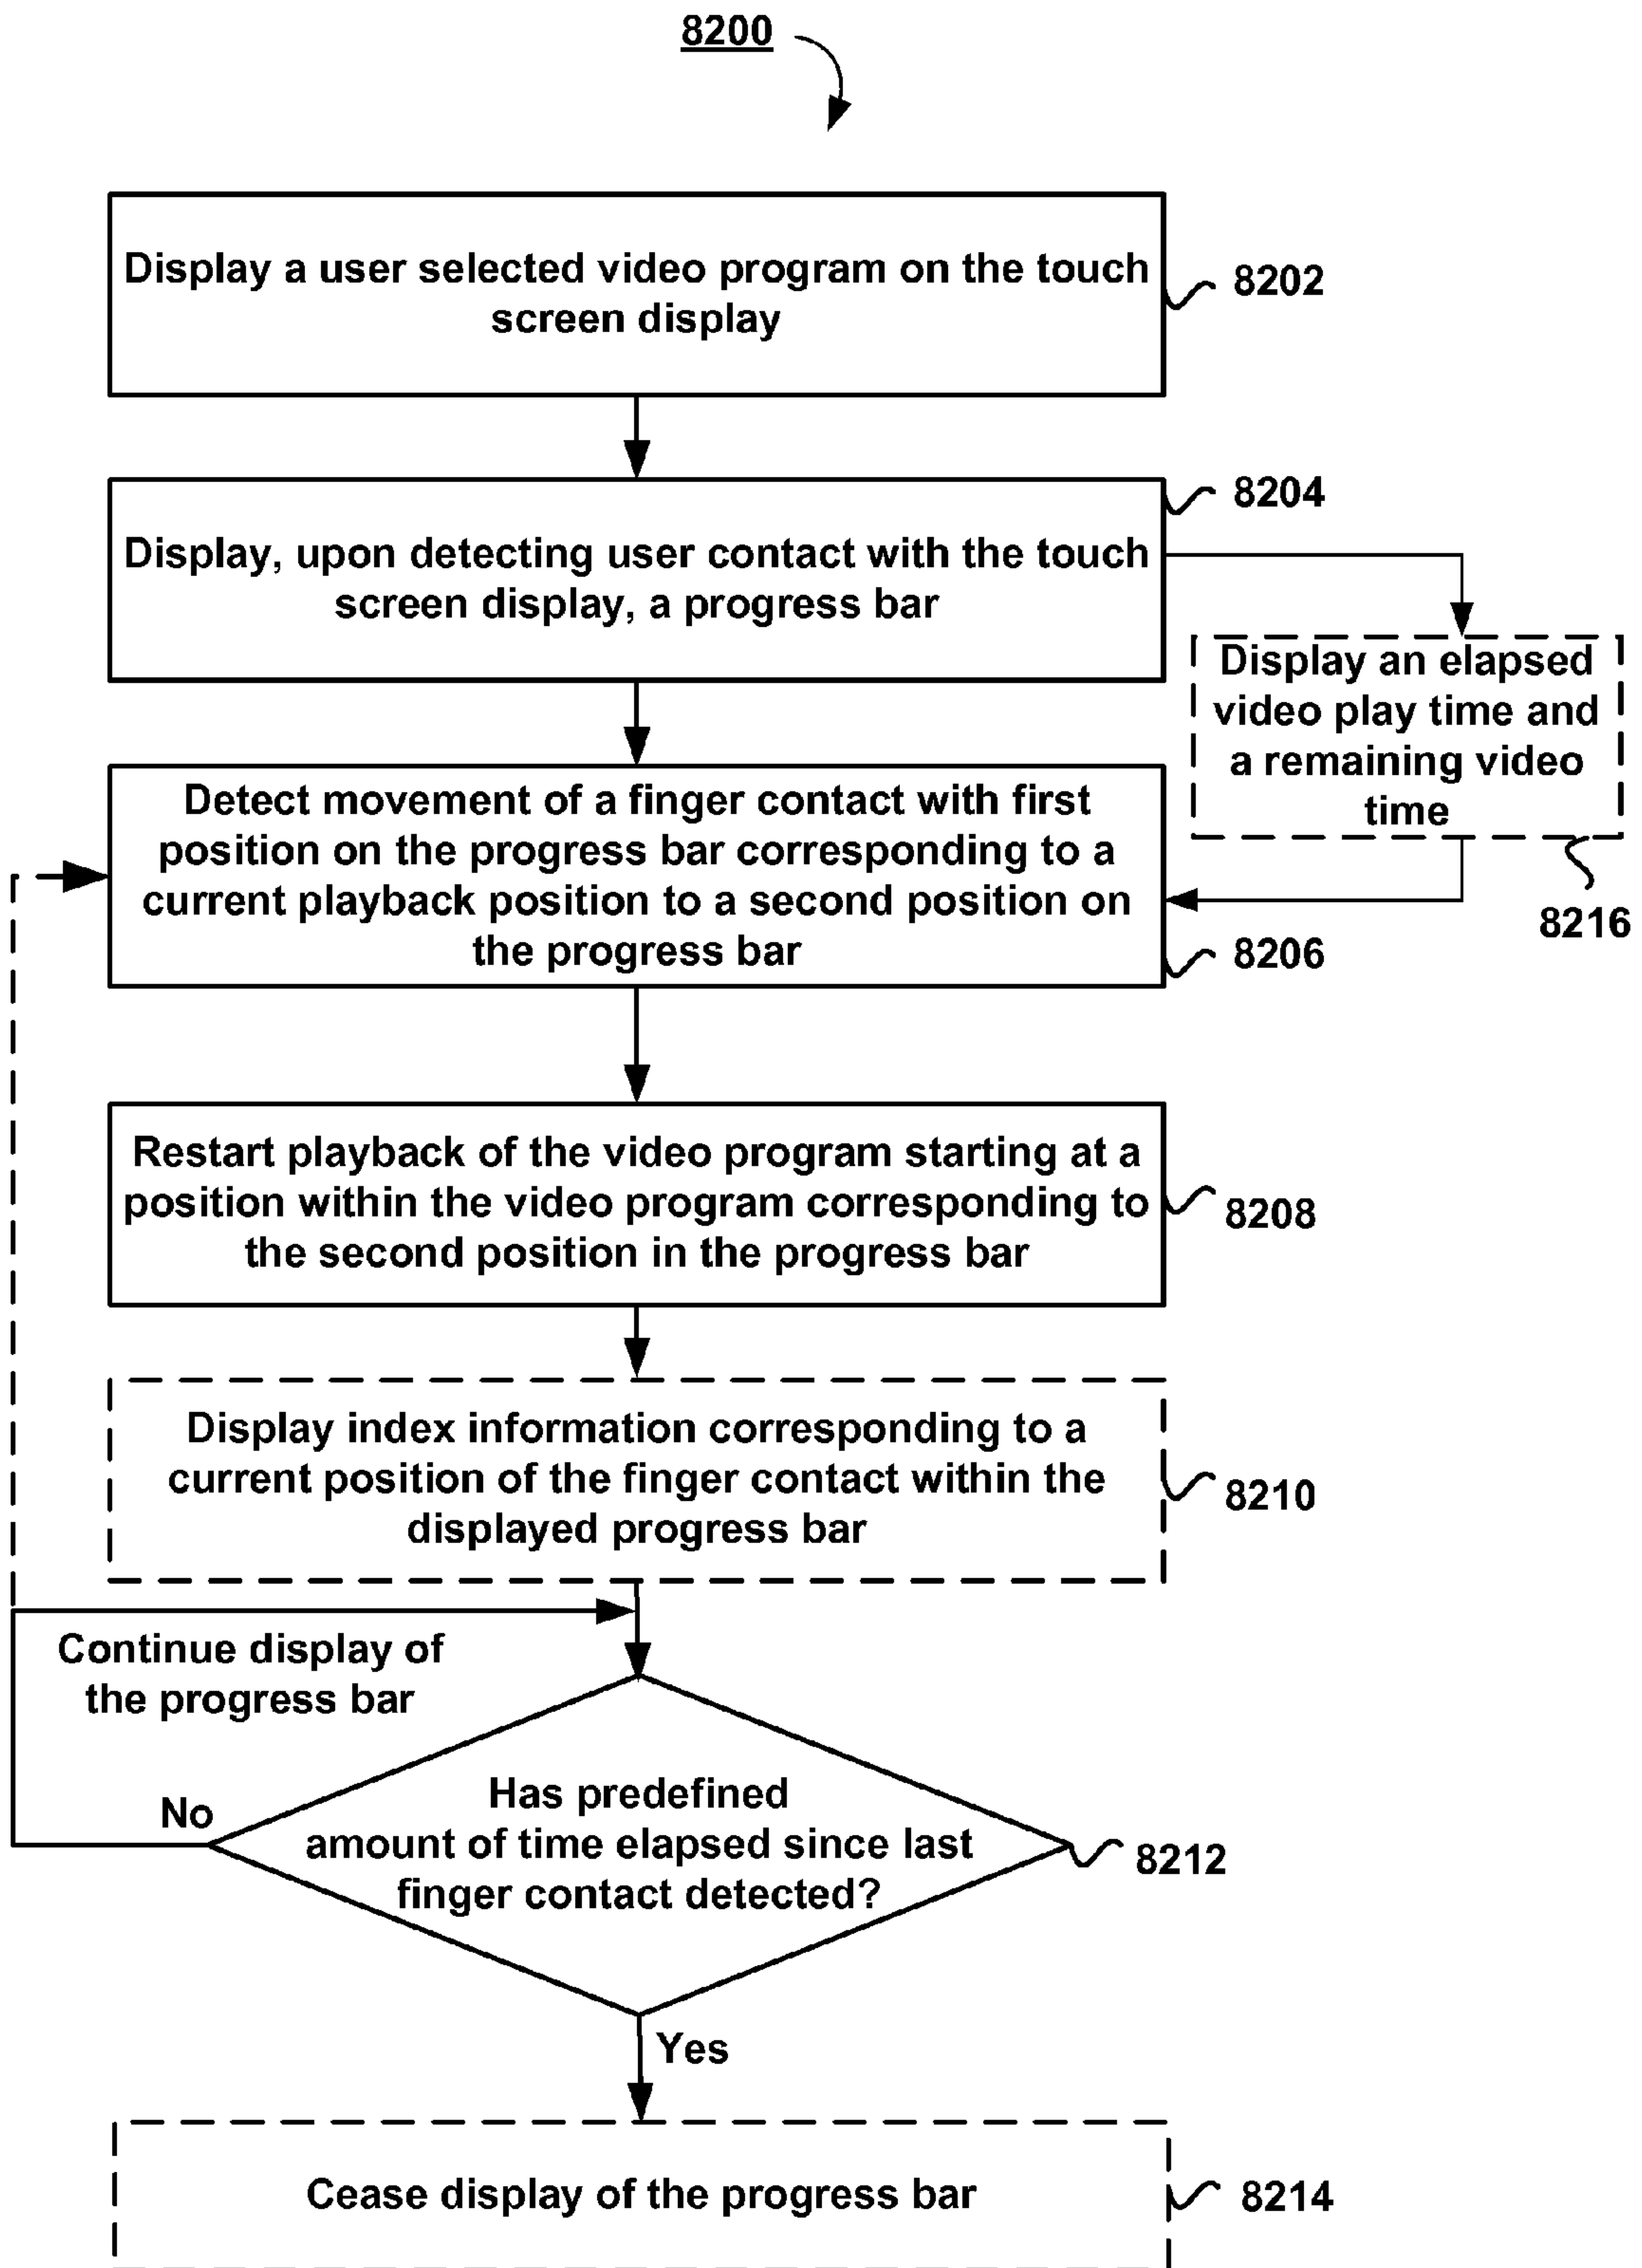 8200
Display a user selected video program on the touch
screen display
8202
Display, upon detecting user contact with the touch
screen display, a progress bar
8204
Display an elapsed
video play time and
a remaining video
time
8216
Detect movement of a finger contact with first
position on the progress bar corresponding to a
current playback position to a second position on
the progress bar
8206
Restart playback of the video program starting at a
position within the video program corresponding to
the second position in the progress bar
8208
Display index information corresponding to a
current position of the finger contact within the
displayed progress bar
8210
Continue display of
the progress bar
No
Has predefined
amount of time elapsed since last
finger contact detected?
8212
Yes
Cease display of the progress bar
8214